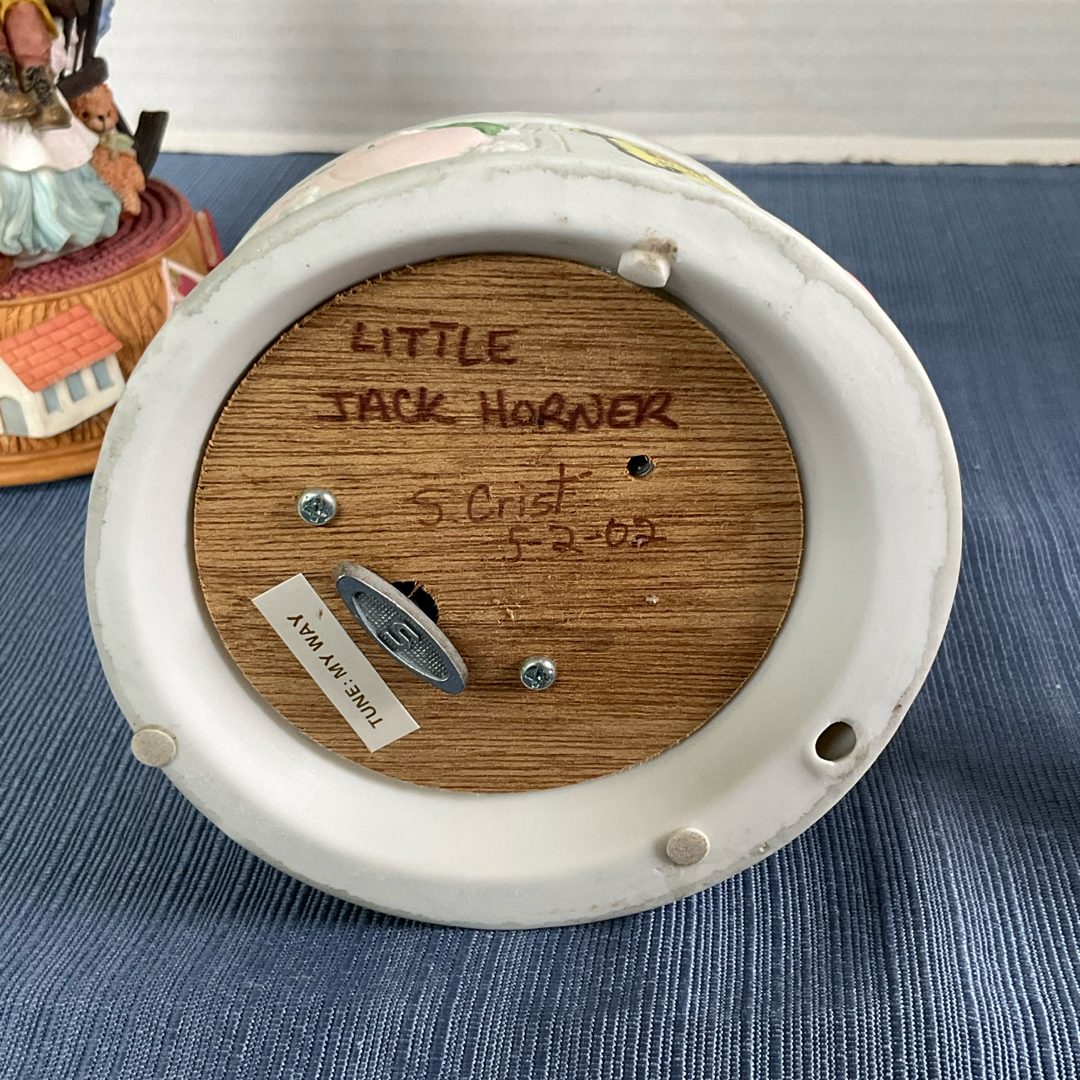 LITTLE
JACK HORNER
S. Crist
5-2-02
TUNE: MY WAY
S